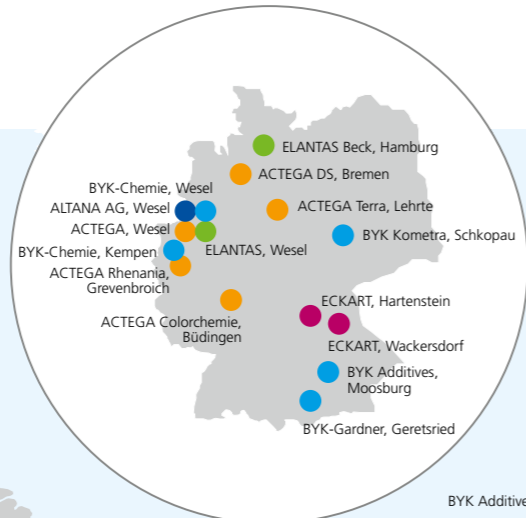 ELANTAS Beck, Hamburg
ACTEGA DS, Bremen
BYK-Chemie, Wesel
ALTANA AG, Wesel
ACTEGA Terra, Lehrte
ACTEGA, Wesel
BYK Kometra, Schkopau
BYK-Chemie, Kempen
ELANTAS, Wesel
ACTEGA Rhenania,
Grevenbroich
ECKART, Hartenstein
ACTEGA Colorchemie,
Büdingen
ECKART, Wackersdorf
BYK Additives,
Moosburg
BYK-Gardner, Geretsried
BYK Additive